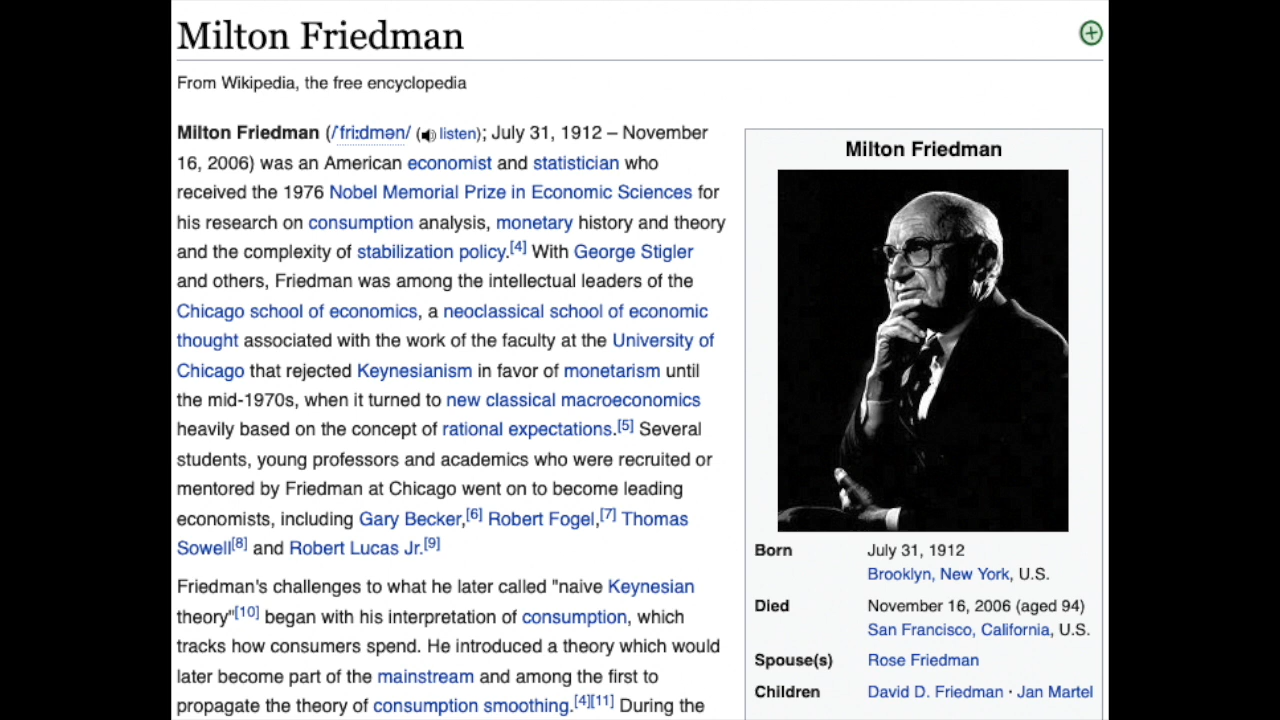 Milton Friedman
From Wikipedia, the free encyclopedia
Milton Friedman (/ˈfriːdmən/ (listen); July 31, 1912 – November
16, 2006) was an American economist and statistician who
received the 1976 Nobel Memorial Prize in Economic Sciences for
his research on consumption analysis, monetary history and theory
and the complexity of stabilization policy.[4] With George Stigler
and others, Friedman was among the intellectual leaders of the
Chicago school of economics, a neoclassical school of economic
thought associated with the work of the faculty at the University of
Chicago that rejected Keynesianism in favor of monetarism until
the mid-1970s, when it turned to new classical macroeconomics
heavily based on the concept of rational expectations.[5] Several
students, young professors and academics who were recruited or
mentored by Friedman at Chicago went on to become leading
economists, including Gary Becker,[6] Robert Fogel,[7] Thomas
Sowell[8] and Robert Lucas Jr.[9]
Friedman's challenges to what he later called "naive Keynesian
theory"[10] began with his interpretation of consumption, which
tracks how consumers spend. He introduced a theory which would
later become part of the mainstream and among the first to
propagate the theory of consumption smoothing.[4][11] During the
Milton Friedman
Born July 31, 1912
Brooklyn, New York, U.S.
Died November 16, 2006 (aged 94)
San Francisco, California, U.S.
Spouse(s) Rose Friedman
Children David D. Friedman · Jan Martel